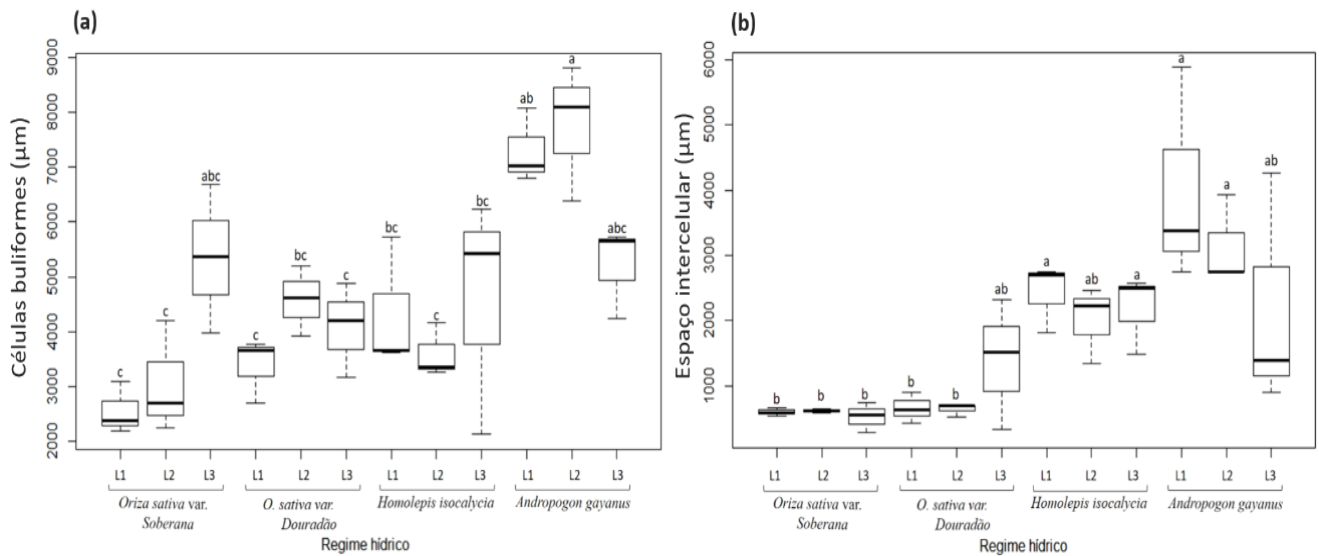 (a)
Células buliformes (µm)
9000
8000
7000
6000
5000
4000
3000
2000
c
c
abc
c
bc
c
bc
c
bc
ab
a
abc
L1 L2 L3 L1 L2 L3 L1 L2 L3 L1 L2 L3
Oriza sativa var. Soberana
O. sativa var. Douradão
Homolepis isocalycia
Andropogon gayanus
Regime hídrico
(b)
Espaço intercelular (µm)
6000
5000
4000
3000
2000
1000
b
b
b
b
b
ab
a
ab
a
a
a
ab
L1 L2 L3 L1 L2 L3 L1 L2 L3 L1 L2 L3
Oriza sativa var.
Soberana
O. sativa var.
Douradão
Homolepis isocalycia
Andropogon gayanus
Regime hídrico